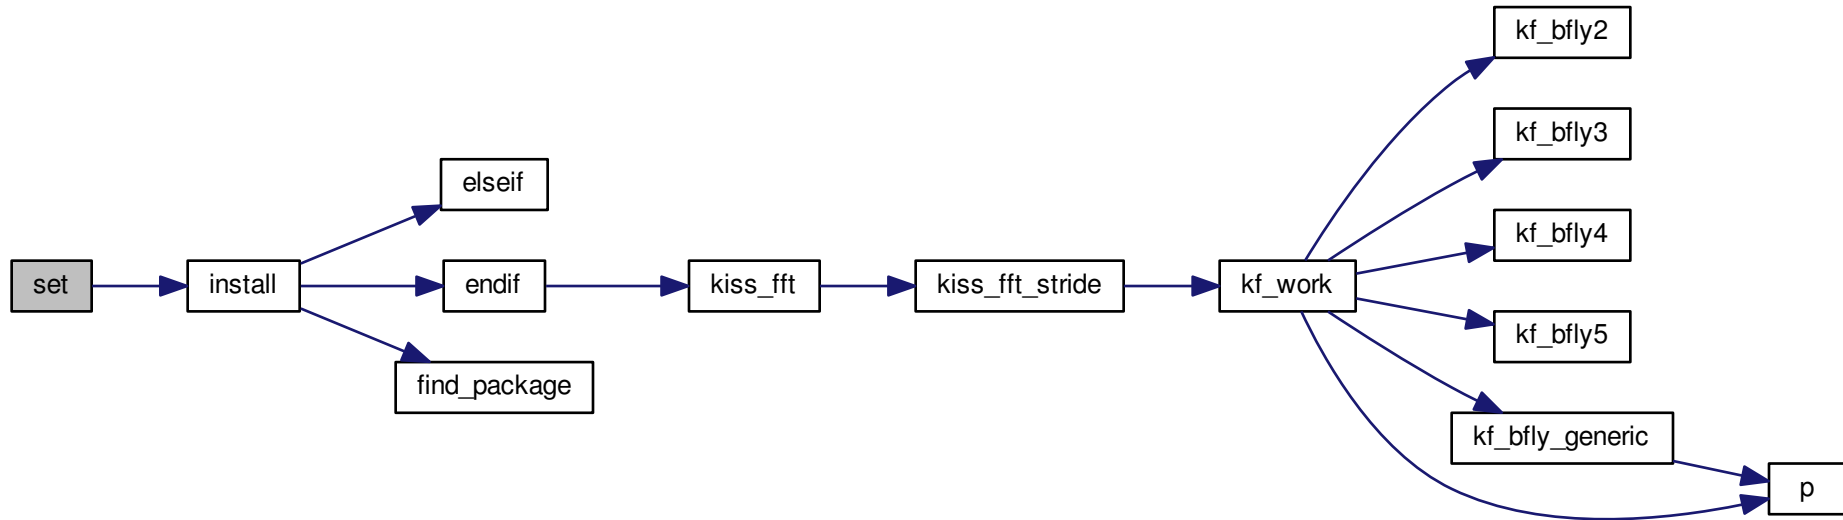 set
install
elseif
endif
find_package
kiss_fft
kiss_fft_stride
kf_work
kf_bfly2
kf_bfly3
kf_bfly4
kf_bfly5
kf_bfly_generic
p